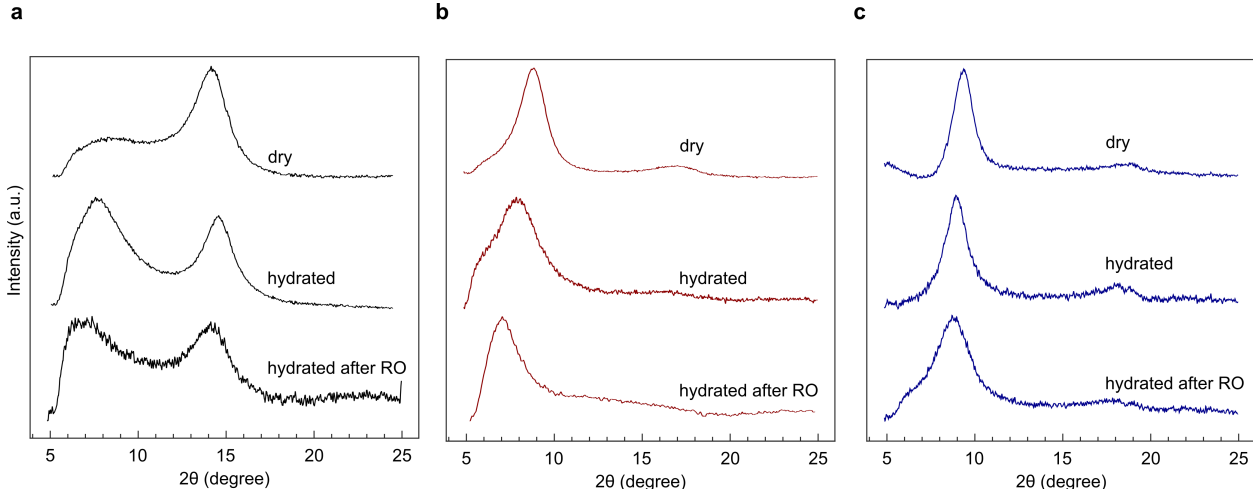 a
b
c
Intensity (a.u.)
dry
hydrated
hydrated after RO
5 10 15 20 25
2θ (degree)
dry
hydrated
hydrated after RO
5 10 15 20 25
2θ (degree)
dry
hydrated
hydrated after RO
5 10 15 20 25
2θ (degree)